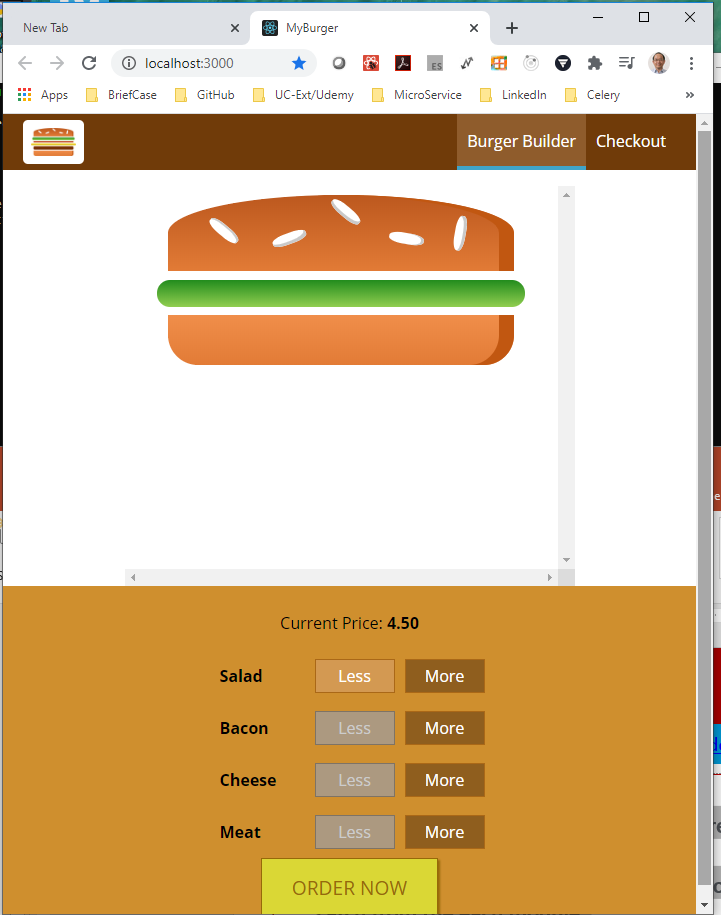 New Tab
MyBurger
localhost:3000
ES
Apps BriefCase GitHub UC-Ext/Udemy MicroService LinkedIn Celery »
Burger Builder Checkout
Current Price: 4.50
Salad Less More
Bacon Less More
Cheese Less More
Meat Less More
ORDER NOW